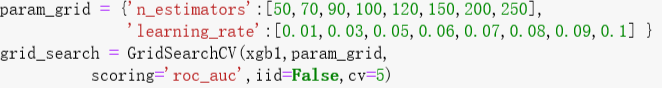 param_grid = {'n_estimators':[50,70,90,100,120,150,200,250],
'learning_rate':[0.01,0.03,0.05,0.06,0.07,0.08,0.09,0.1] }
grid_search = GridSearchCV(xgb1,param_grid,
scoring='roc_auc',iid=False,cv=5)